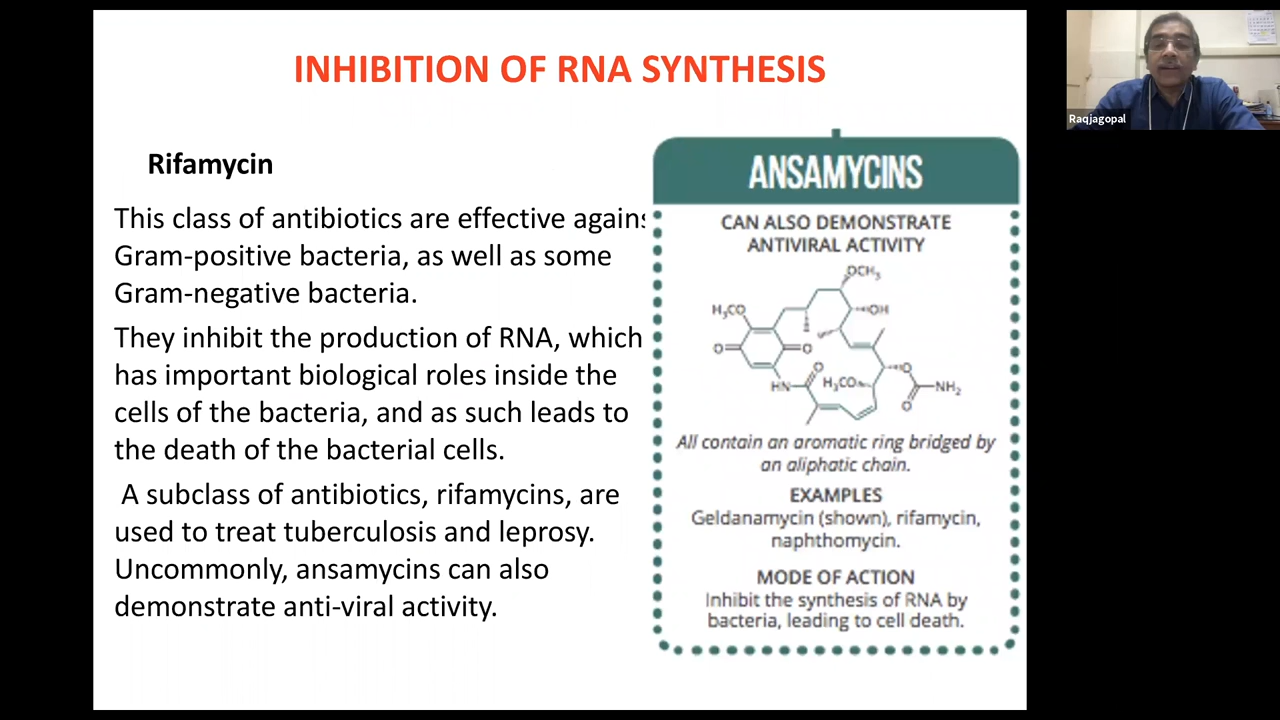 INHIBITION OF RNA SYNTHESIS
Rifamycin
This class of antibiotics are effective agains
Gram-positive bacteria, as well as some
Gram-negative bacteria.
They inhibit the production of RNA, which
has important biological roles inside the
cells of the bacteria, and as such leads to
the death of the bacterial cells.
A subclass of antibiotics, rifamycins, are
used to treat tuberculosis and leprosy.
Uncommonly, ansamycins can also
demonstrate anti-viral activity.
ANSAMYCINS
CAN ALSO DEMONSTRATE
ANTIVIRAL ACTIVITY
OCH₃
H₃CO
OH
O
O
HN
O
H₃CO
O
NH₂
O
All contain an aromatic ring bridged by
an aliphatic chain.
EXAMPLES
Geldanamycin (shown), rifamycin,
naphthomycin.
MODE OF ACTION
Inhibit the synthesis of RNA by
bacteria, leading to cell death.
Raqjagopal